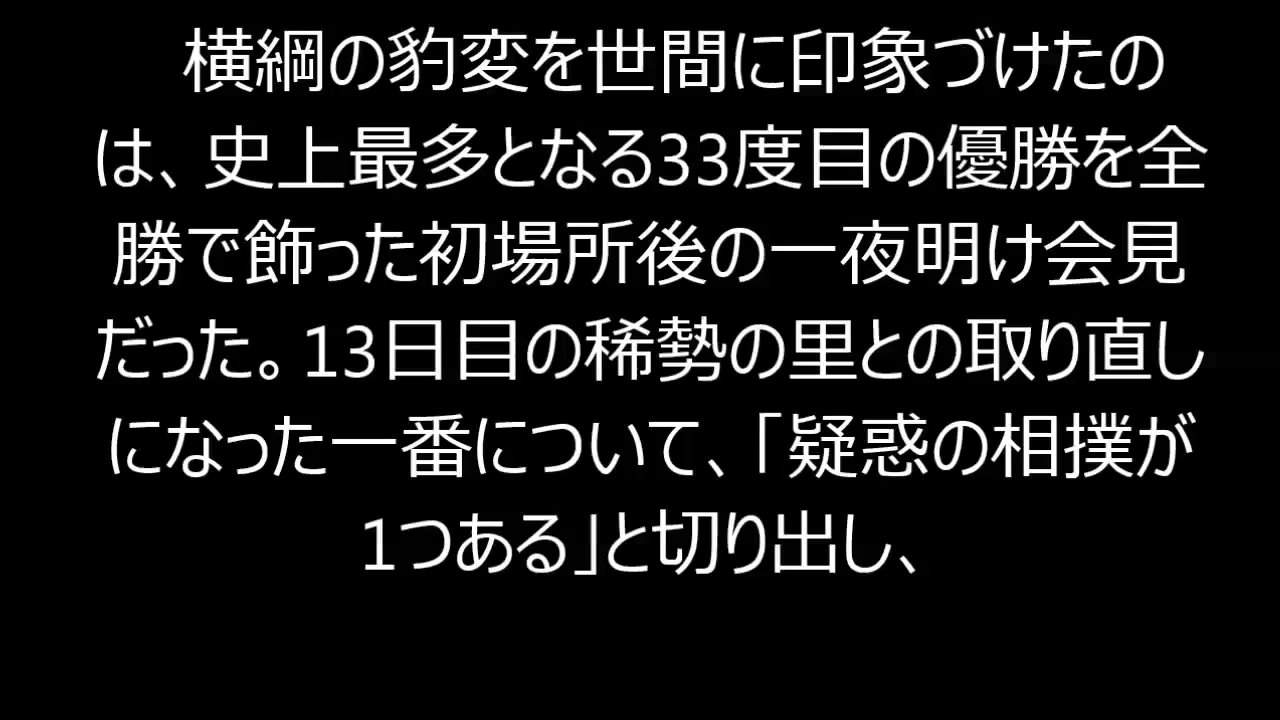 横綱の豹変を世間に印象づけたの
は、史上最多となる33度目の優勝を全
勝で飾った初場所後の一夜明け会見
だった。13日目の稀勢の里との取り直し
になった一番について、「疑惑の相撲が
1つある」と切り出し、